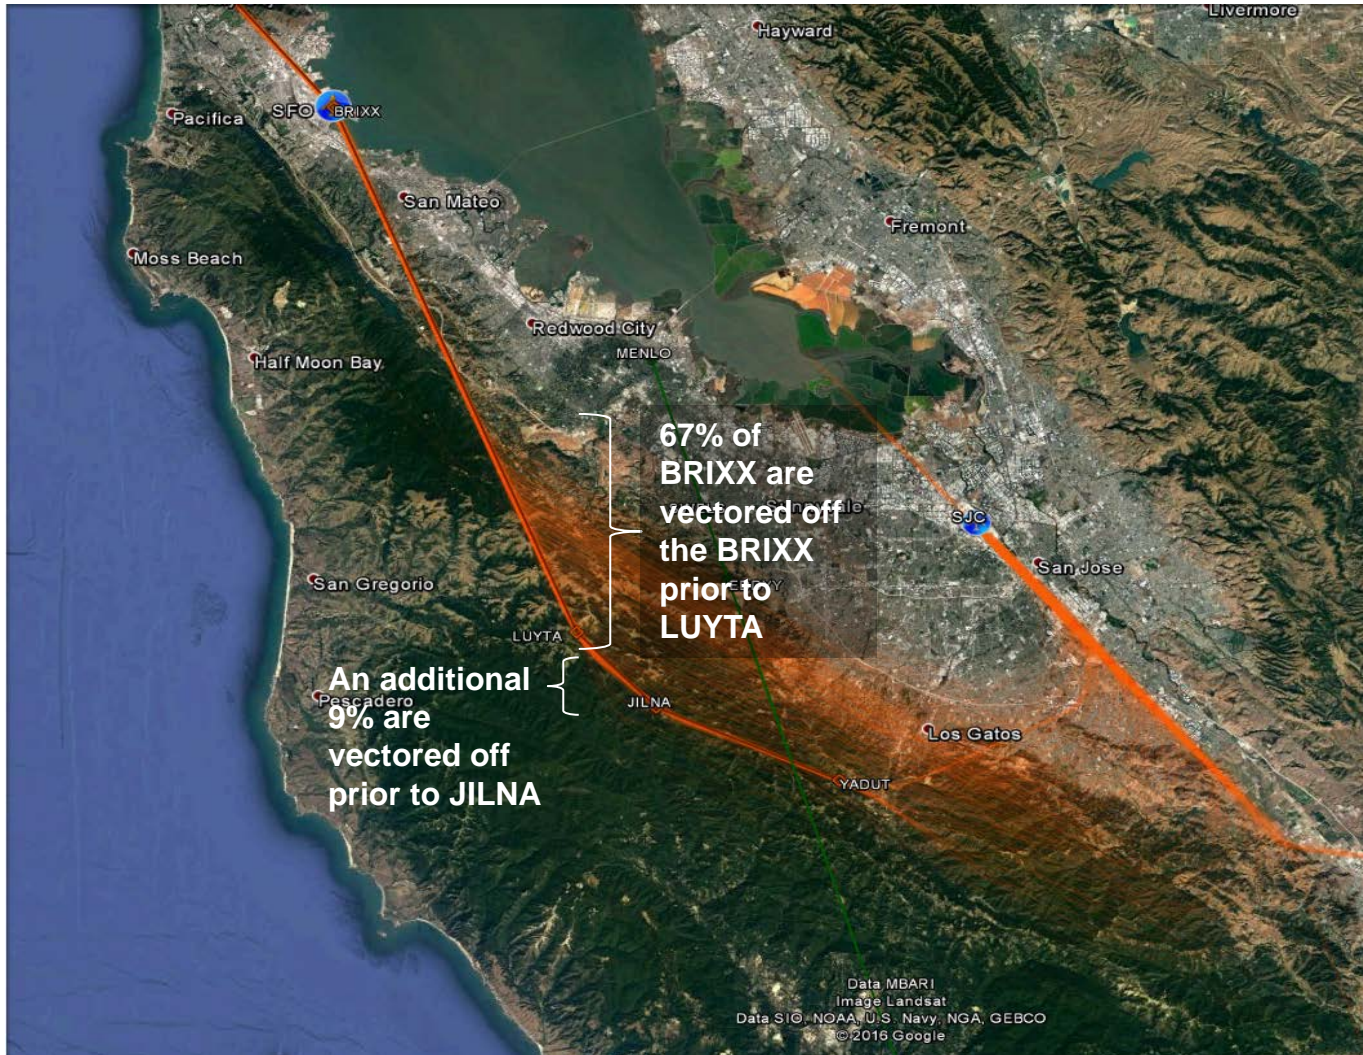 Livermore
Hayward
SFO
BRIXX
Pacifica
San Mateo
Fremont
Moss Beach
Redwood City
MENLO
Half Moon Bay
67% of
BRIXX are
vectored off
the BRIXX
prior to
LUYTA
SJC
San Jose
San Gregorio
LUYTA
An additional
9% are
vectored off
prior to JILNA
Pescadero
JILNA
Los Gatos
YADUT
Data MBARI
Image Landsat
Data SIO, NOAA, U.S. Navy, NGA, GEBCO
© 2016 Google